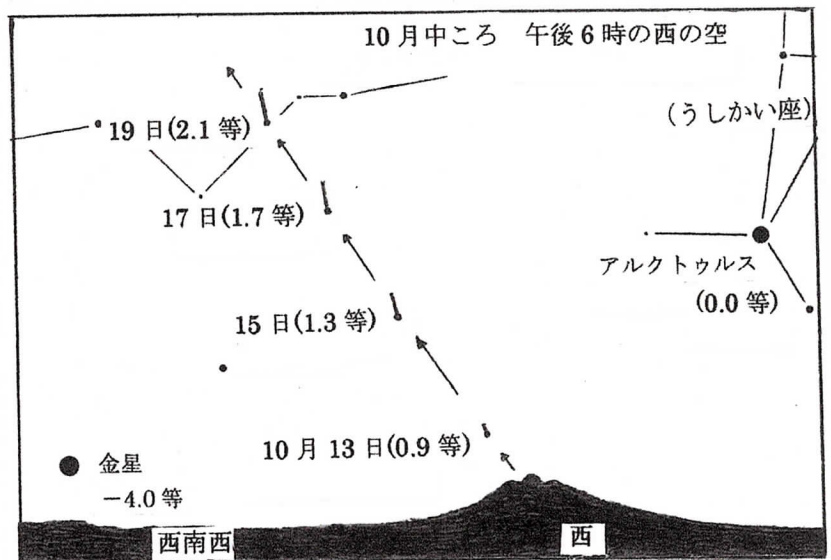 10月中ころ 午後6時の西の空
(うしかい座)
19日(2.1等)
17日(1.7等)
アルクトゥルス
(0.0等)
15日(1.3等)
10月13日(0.9等)
金星
−4.0等
西南西
西